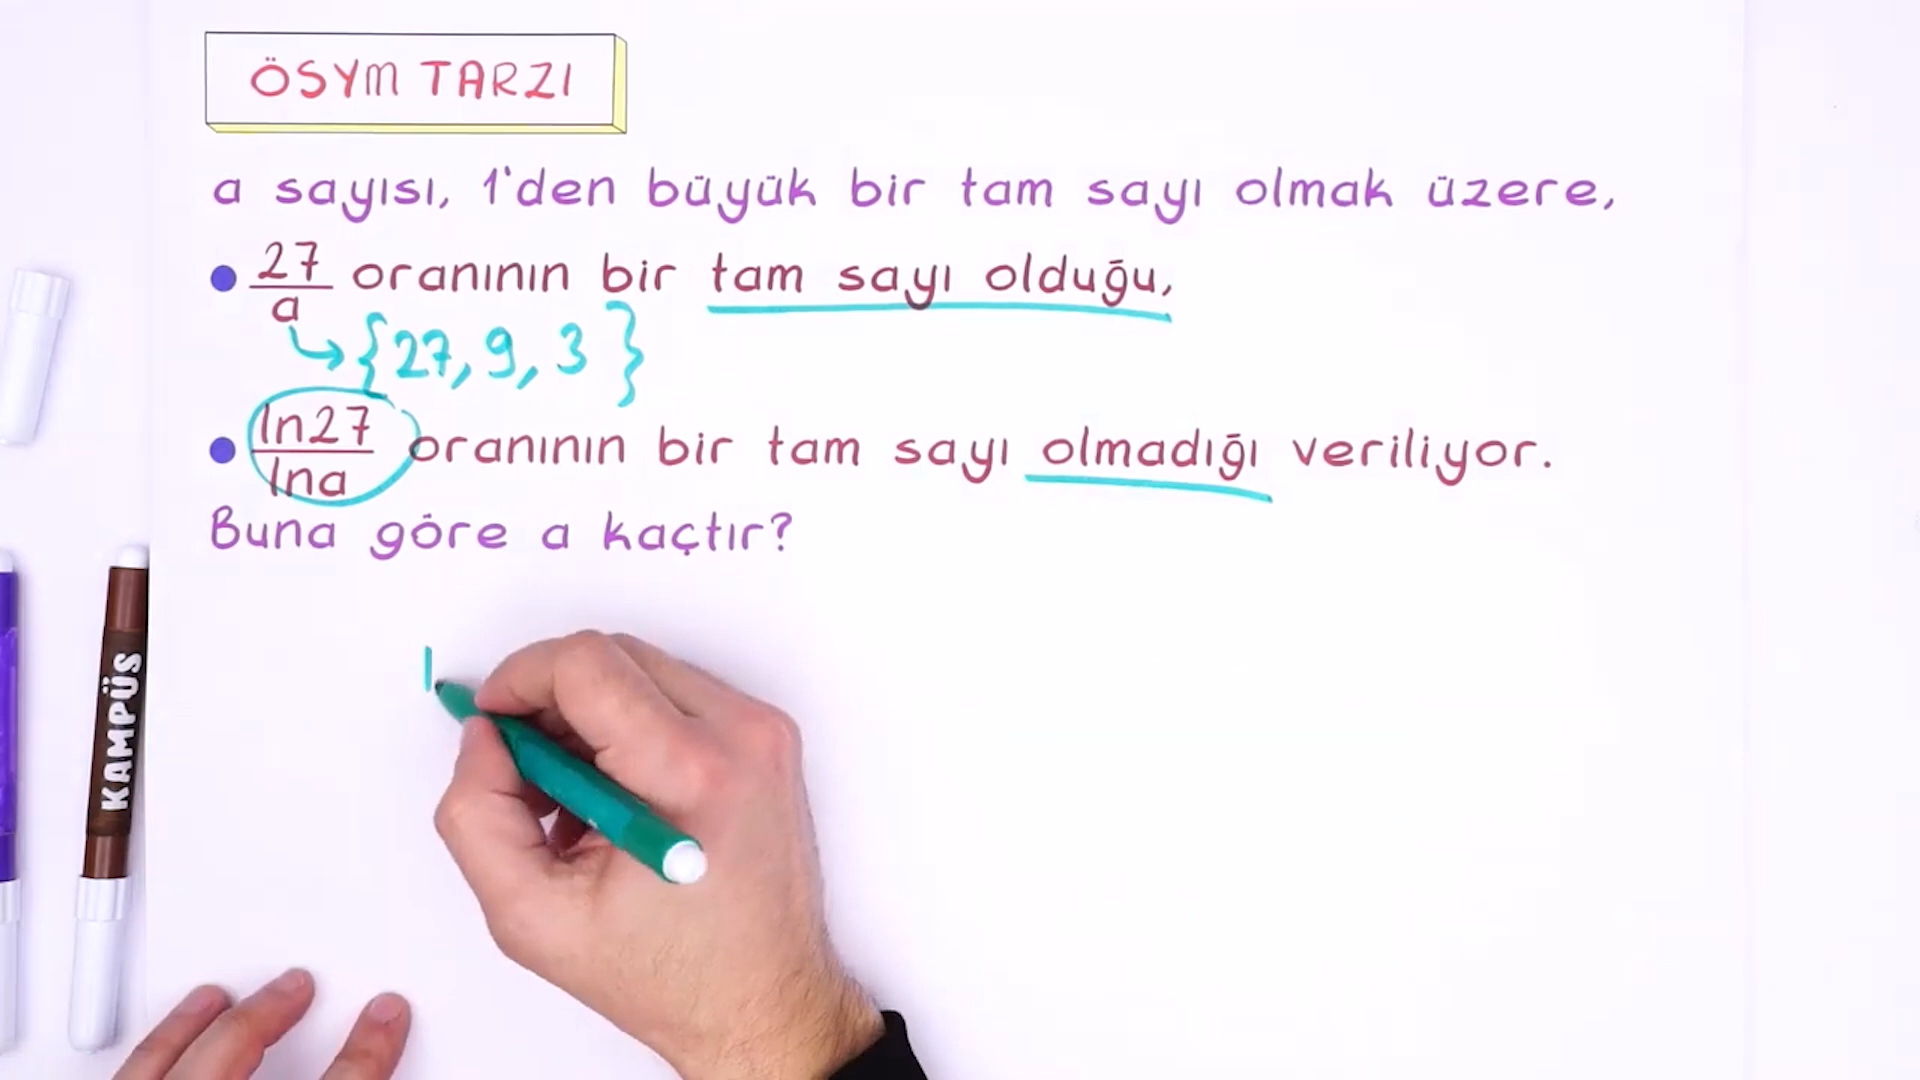 ÖSYM TARZI
a sayısı, 1'den büyük bir tam sayı olmak üzere,
● 27/a oranının bir tam sayı olduğu,
↳ {27, 9, 3}
● ln27/lna oranının bir tam sayı olmadığı veriliyor.
Buna göre a kaçtır?
l
KAMPÜS